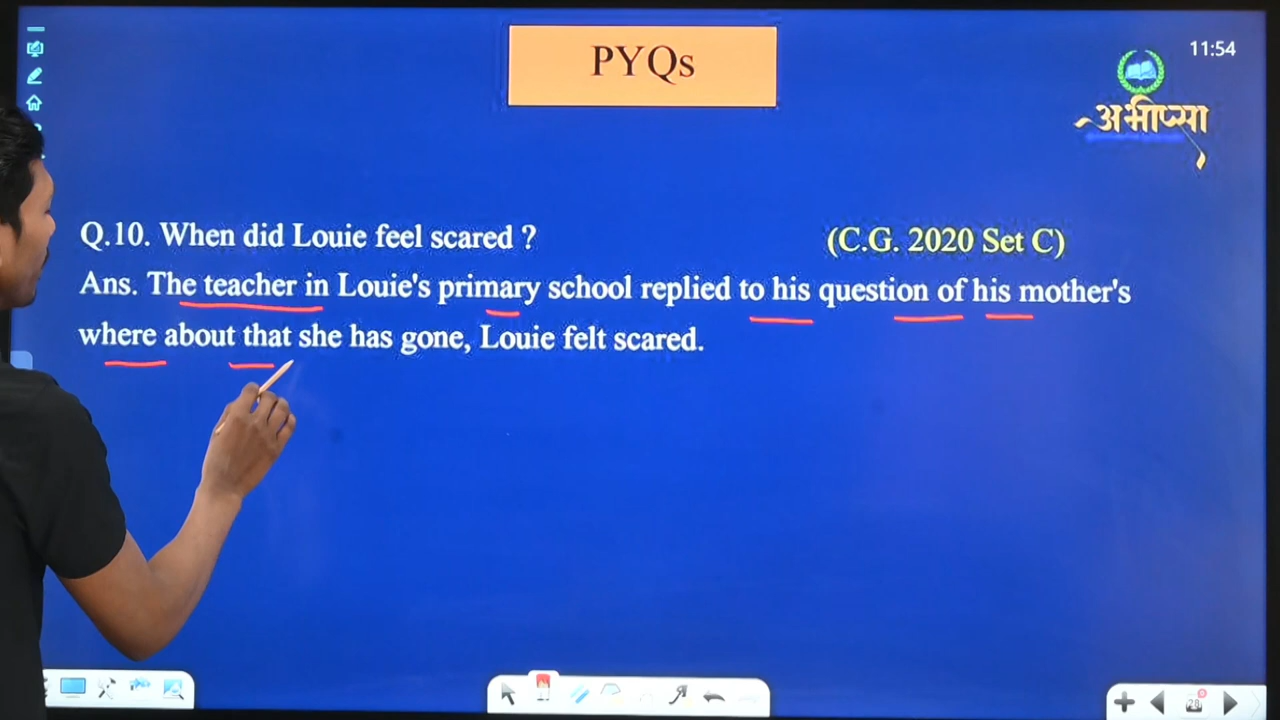 PYQs
11:54
अभीप्सा
Q.10. When did Louie feel scared ?
(C.G. 2020 Set C)
Ans. The teacher in Louie's primary school replied to his question of his mother's
where about that she has gone, Louie felt scared.